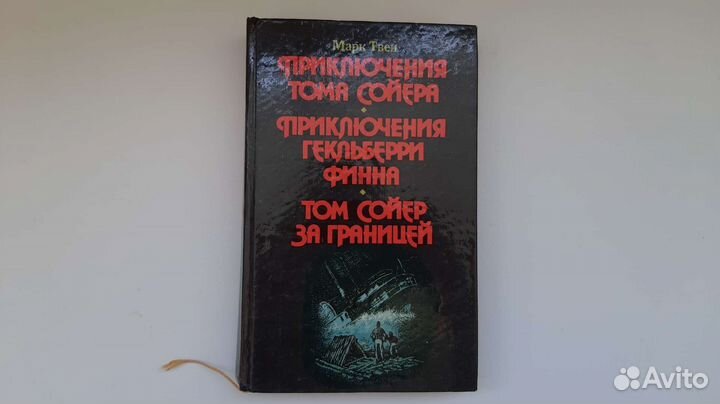 Марк Твен
ПРИКЛЮЧЕНИЯ
ТОМА СОЙЕРА
ПРИКЛЮЧЕНИЯ
ГЕКЛЬБЕРРИ
ФИННА
ТОМ СОЙЕР
ЗА ГРАНИЦЕЙ
Avito